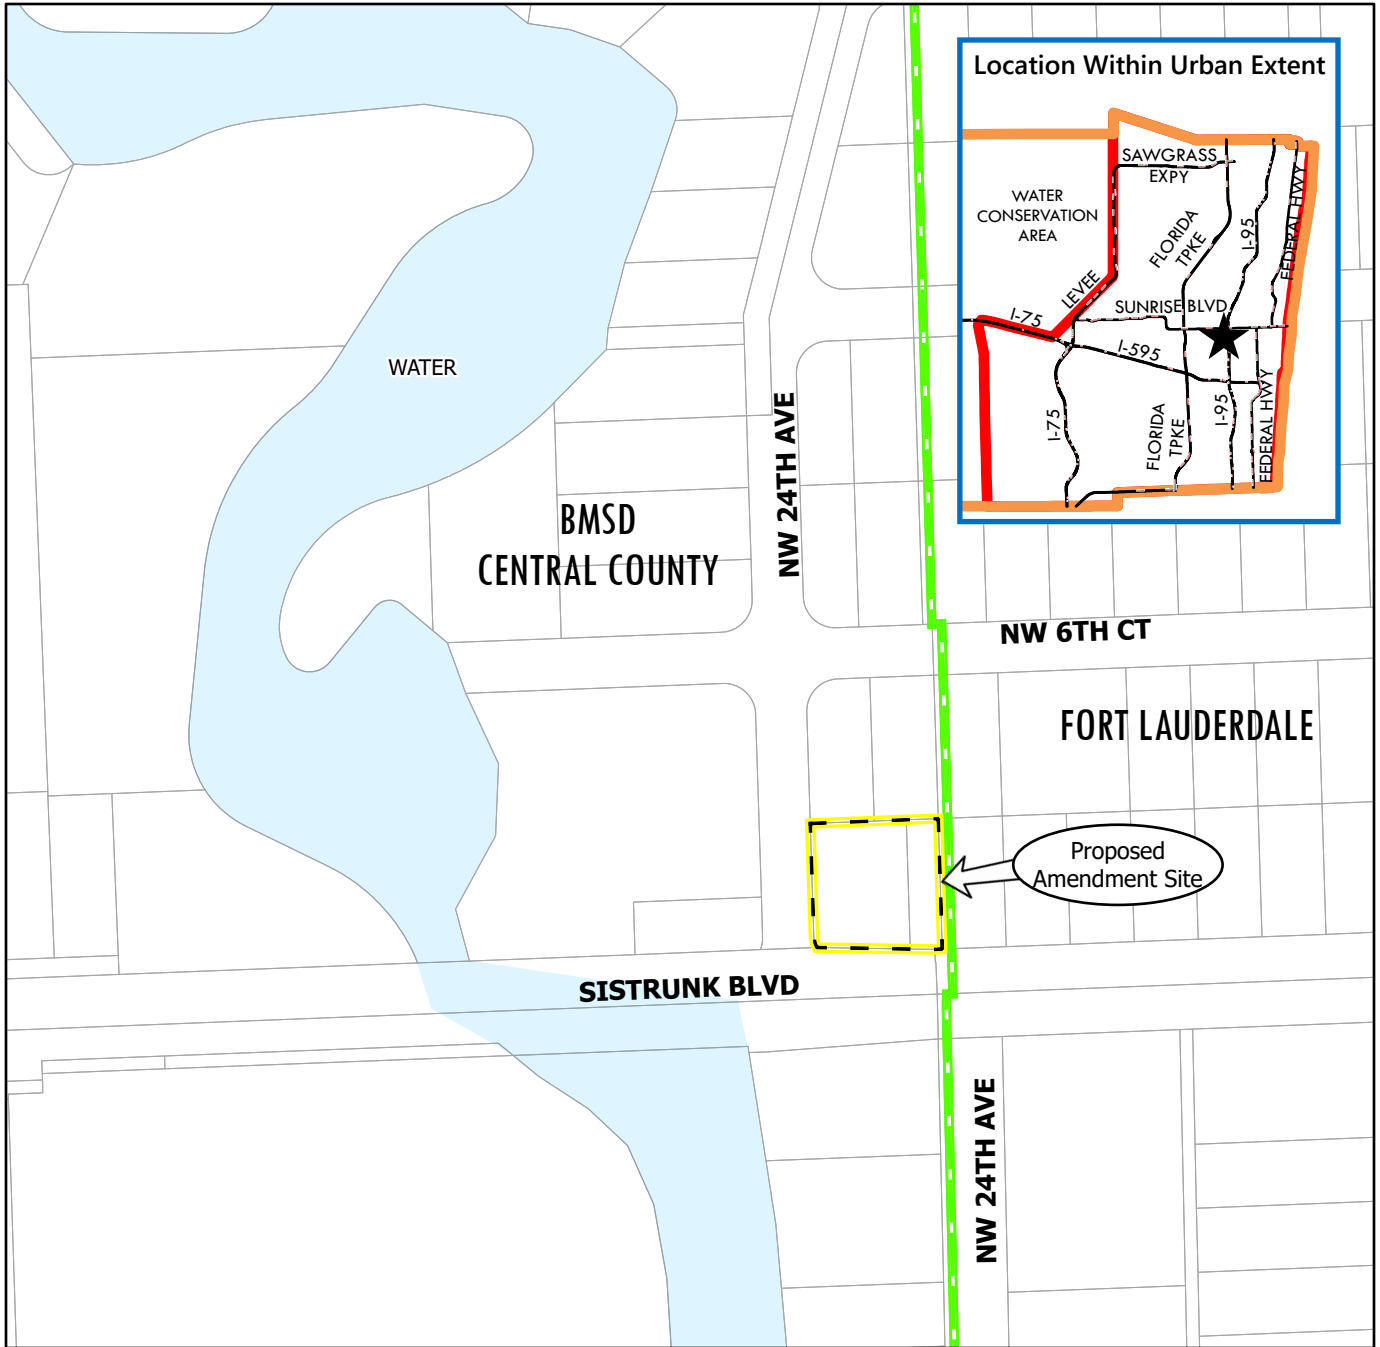 Location Within Urban Extent
SAWGRASS
EXPY
WATER
CONSERVATION
AREA
FLORIDA
TPKE
I-95
FEDERAL HWY
LEVEE
SUNRISE BLVD
I-75
I-595
I-75
FLORIDA
TPKE
I-95
FEDERAL HWY
WATER
NW 24TH AVE
BMSD
CENTRAL COUNTY
NW 6TH CT
FORT LAUDERDALE
Proposed
Amendment Site
SISTRUNK BLVD
NW 24TH AVE